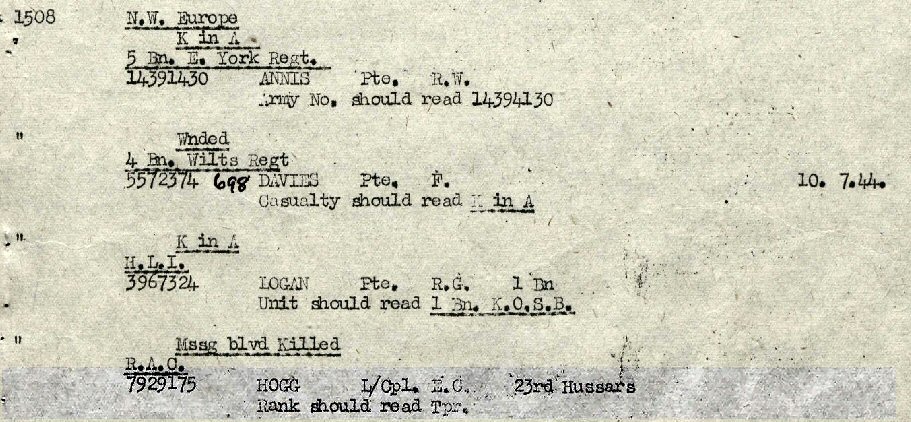 1508 N.W. Europe
K in A
5 Bn. E. York Regt.
14391430 ANNIS Pte. R.W.
Army No. should read 14394130
" Wnded
4 Bn. Wilts Regt
5572374 698 DAVIES Pte. F. 10. 7.44.
Casualty should read K in A
" K in A
H.L.I.
3967324 LOGAN Pte. R.G. 1 Bn
Unit should read 1 Bn. K.O.S.B.
" Mssg blvd Killed
R.A.C.
7929175 HOGG L/Cpl. E.C. 23rd Hussars
Rank should read Tpr.